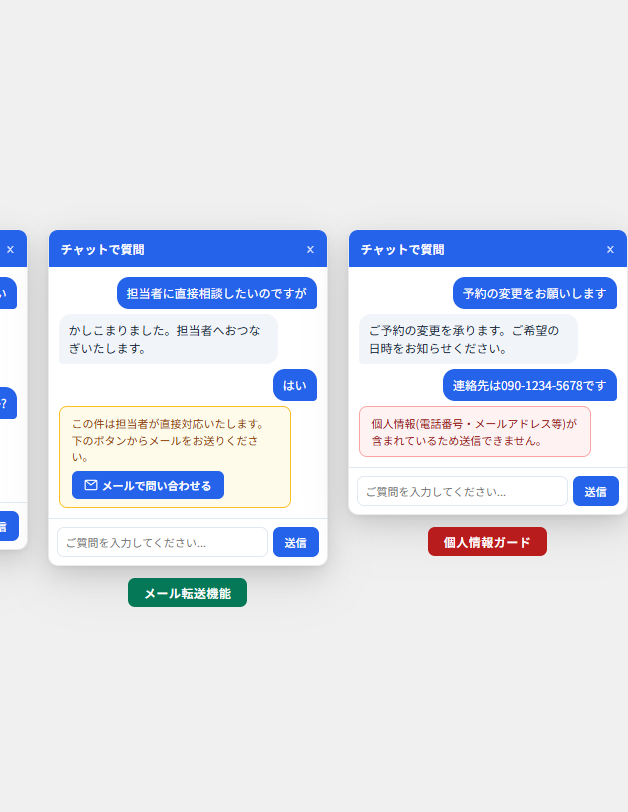 x
い
?
信
チャットで質問 x
担当者に直接相談したいのですが
かしこまりました。担当者へおつな
ぎいたします。
はい
この件は担当者が直接対応いたします。
下のボタンからメールをお送りくださ
い。
メールで問い合わせる
ご質問を入力してください... 送信
メール転送機能
チャットで質問 x
予約の変更をお願いします
ご予約の変更を承ります。ご希望の
日時をお知らせください。
連絡先は090-1234-5678です
個人情報(電話番号・メールアドレス等)が
含まれているため送信できません。
ご質問を入力してください... 送信
個人情報ガード